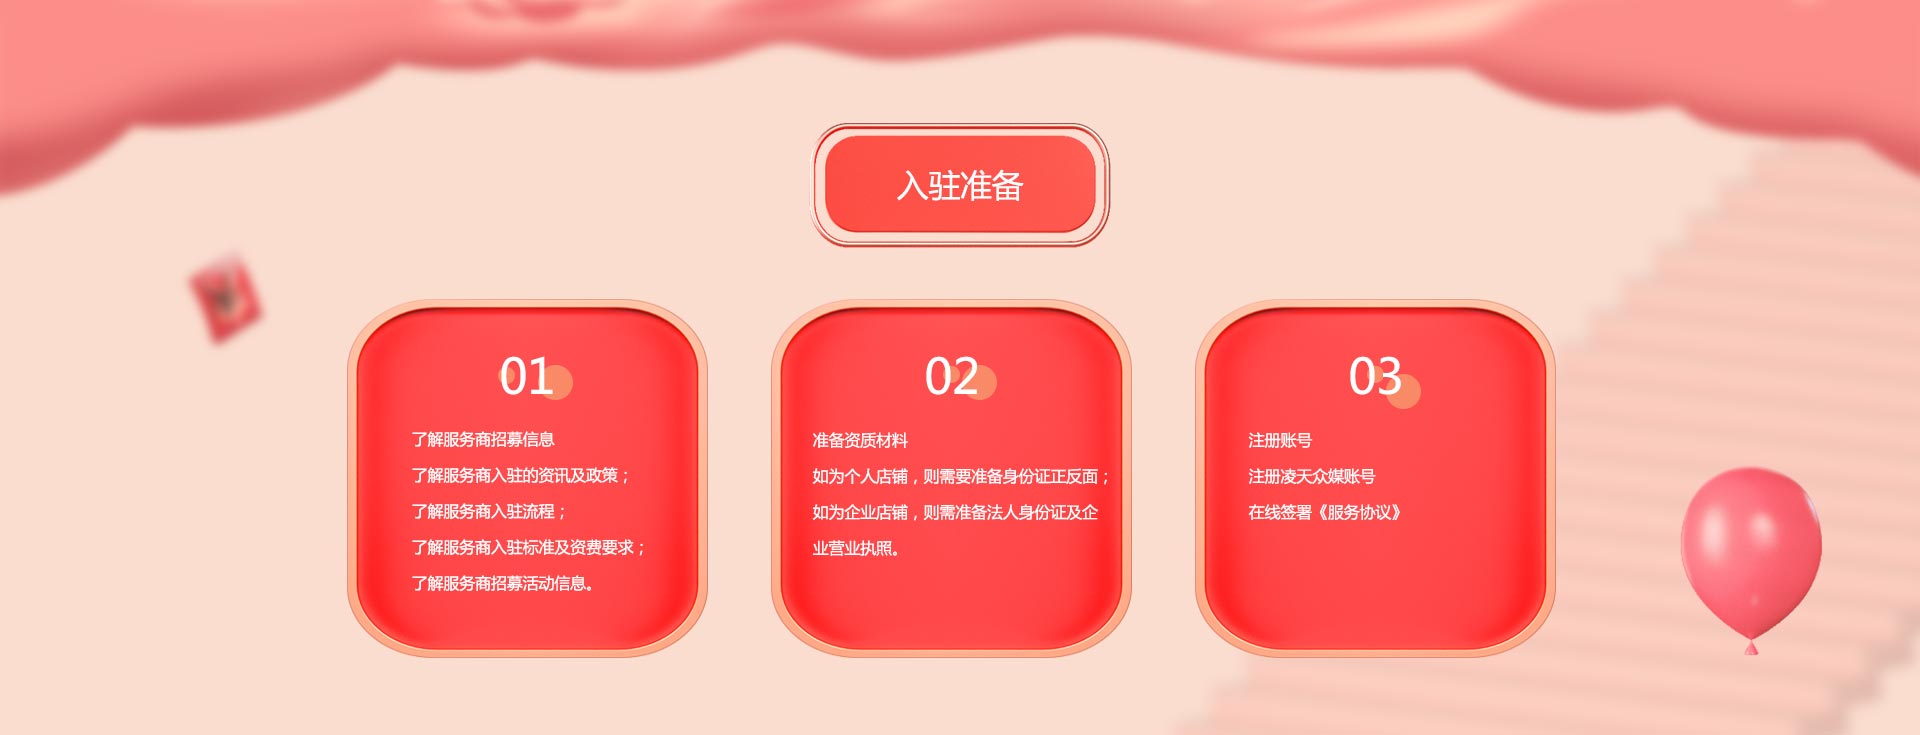 入驻准备
01
了解服务商招募信息
了解服务商入驻的资讯及政策；
了解服务商入驻流程；
了解服务商入驻标准及资费要求；
了解服务商招募活动信息。
02
准备资质材料
如为个人店铺，则需要准备身份证正反面；
如为企业店铺，则需准备法人身份证及企
业营业执照。
03
注册账号
注册凌天众媒账号
在线签署《服务协议》